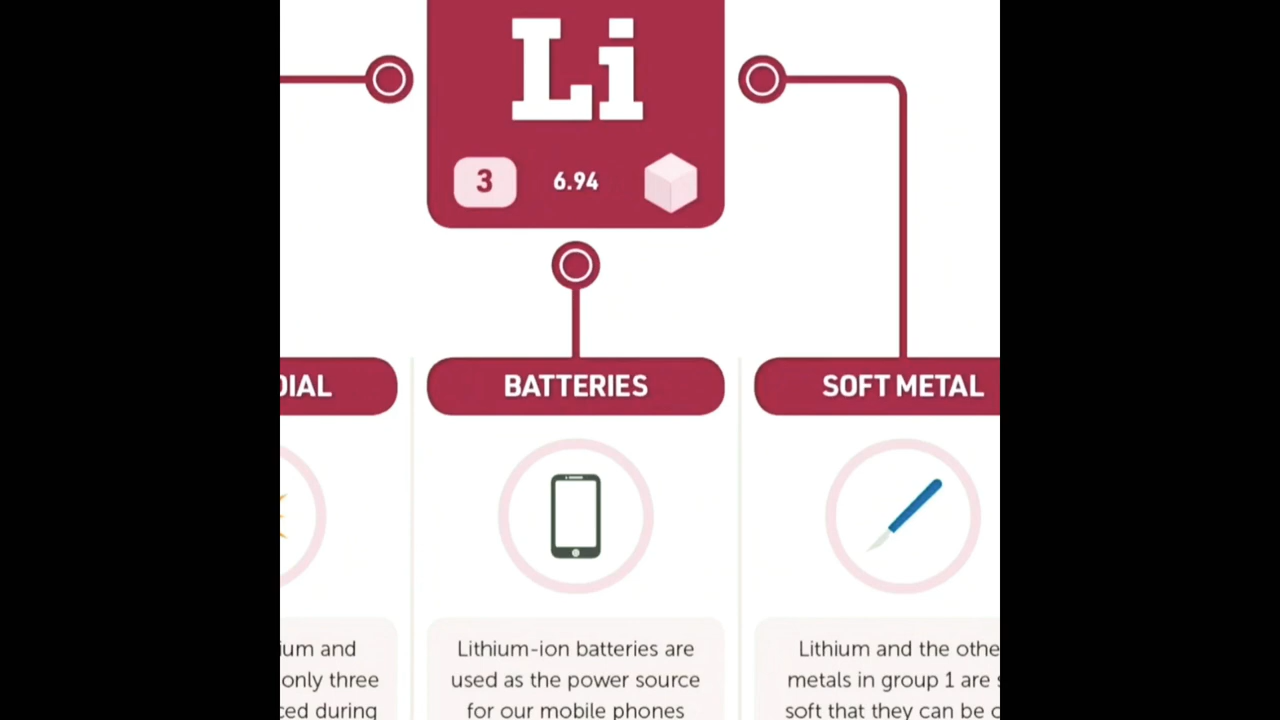 Li
3
6.94
BATTERIES
SOFT METAL
ium and
only three
ced during
Lithium-ion batteries are
used as the power source
for our mobile phones
Lithium and the othe
metals in group 1 are
soft that they can be